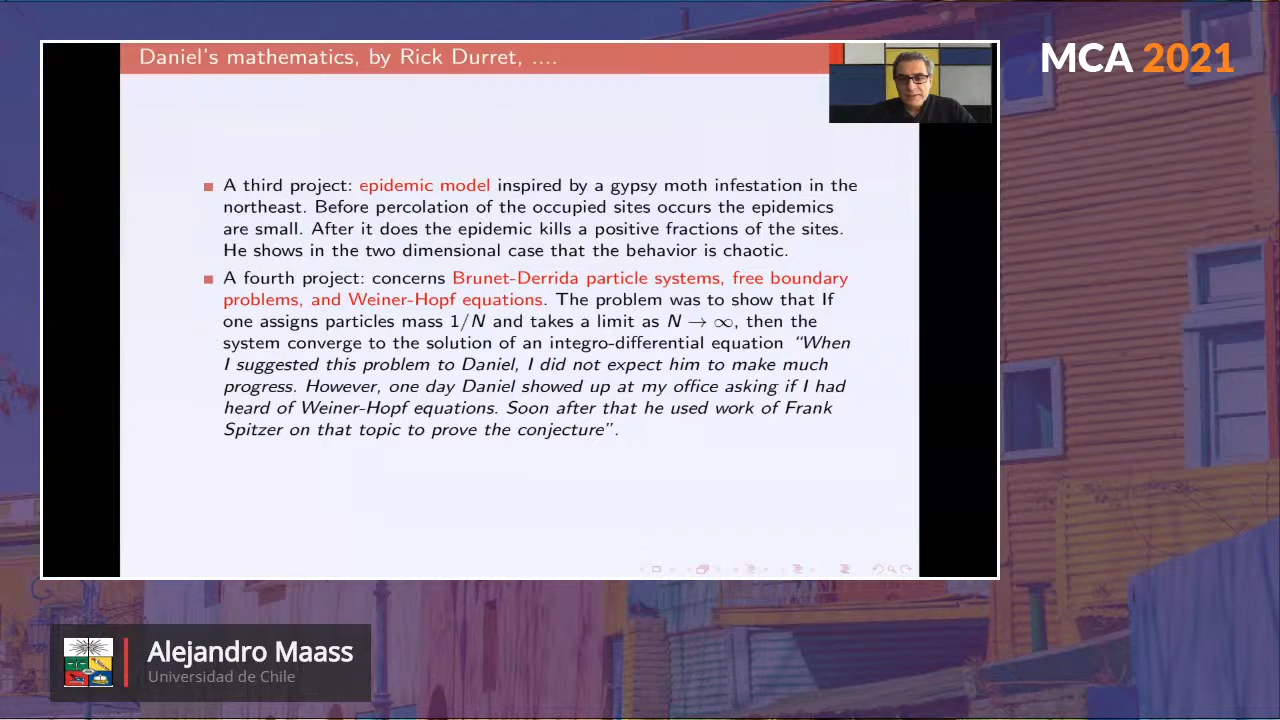 Daniel's mathematics, by Rick Durret, ....
MCA 2021
A third project: epidemic model inspired by a gypsy moth infestation in the
northeast. Before percolation of the occupied sites occurs the epidemics
are small. After it does the epidemic kills a positive fractions of the sites.
He shows in the two dimensional case that the behavior is chaotic.
A fourth project: concerns Brunet-Derrida particle systems, free boundary
problems, and Weiner-Hopf equations. The problem was to show that If
one assigns particles mass 1/N and takes a limit as N → ∞, then the
system converge to the solution of an integro-differential equation "When
I suggested this problem to Daniel, I did not expect him to make much
progress. However, one day Daniel showed up at my office asking if I had
heard of Weiner-Hopf equations. Soon after that he used work of Frank
Spitzer on that topic to prove the conjecture".
Alejandro Maass
Universidad de Chile